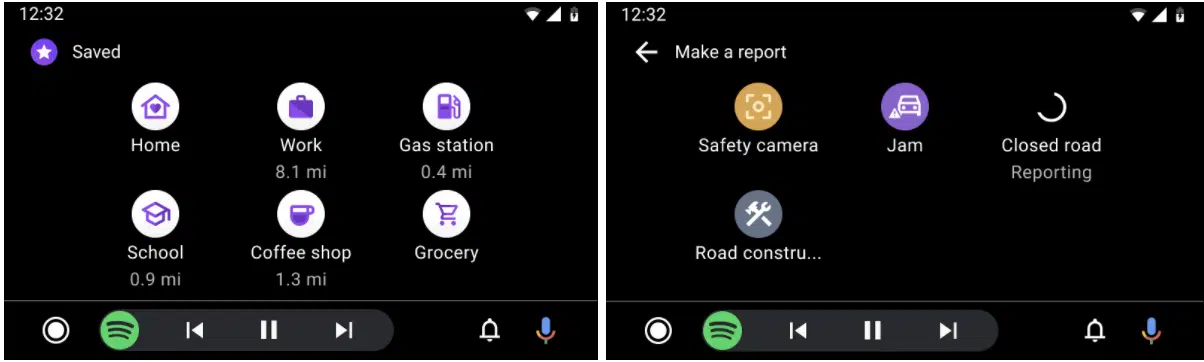 12:32
Saved
Home
Work
8.1 mi
Gas station
0.4 mi
School
0.9 mi
Coffee shop
1.3 mi
Grocery
12:32
Make a report
Safety camera
Jam
Closed road
Reporting
Road constru...